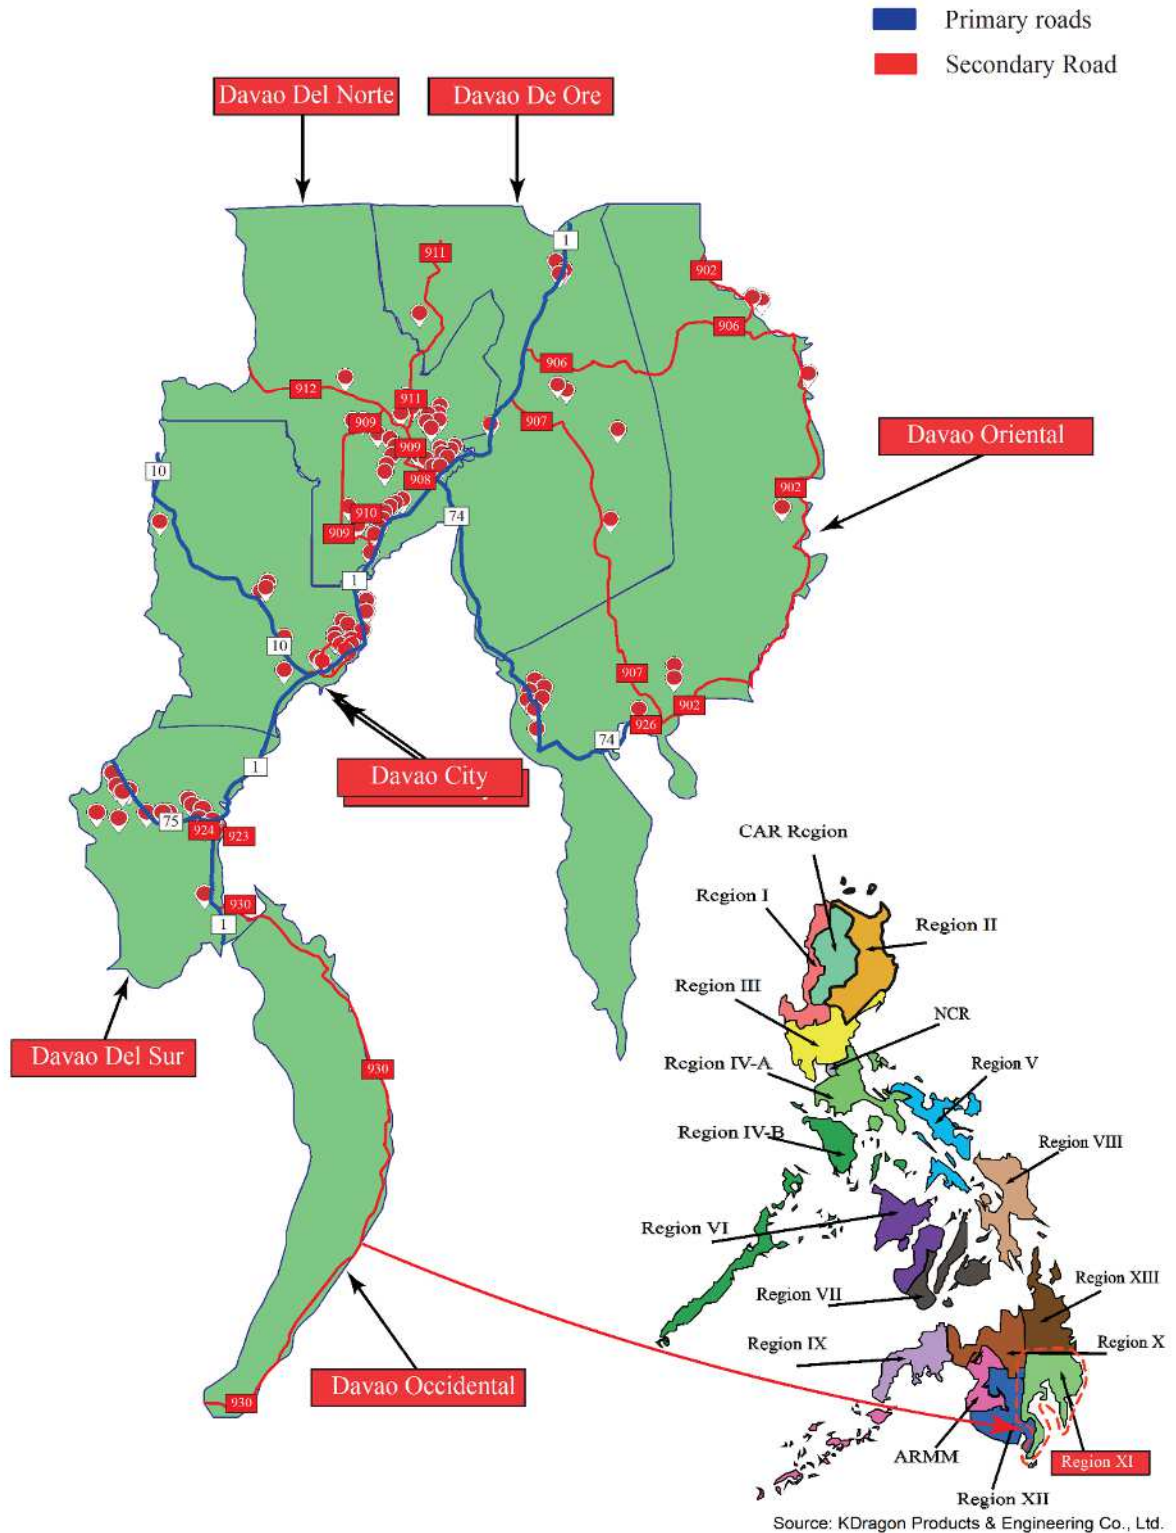 Primary roads
Secondary Road
Davao Del Norte
Davao De Ore
1
911
902
906
906
912
911
907
909
909
10
908
902
910
74
909
1
10
907
902
926
74
1
Davao City
75
924
923
930
1
Davao Oriental
Davao Del Sur
930
Davao Occidental
930
CAR Region
Region I
Region II
Region III
NCR
Region IV-A
Region V
Region IV-B
Region VIII
Region VI
Region VII
Region XIII
Region IX
Region X
ARMM
Region XI
Region XII
Source: KDragon Products & Engineering Co., Ltd.